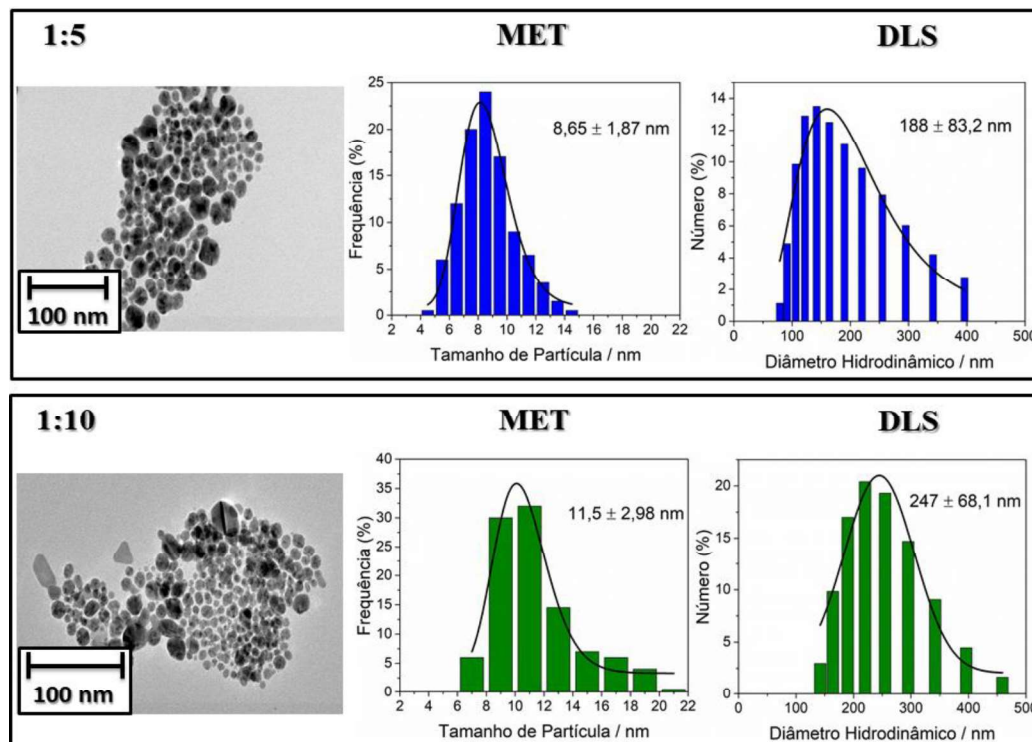 1:5
MET
DLS
100 nm
Frequência (%)
25
20
15
10
5
0
8,65 ± 1,87 nm
2 4 6 8 10 12 14 16 18 20 22
Tamanho de Partícula / nm
Número (%)
14
12
10
8
6
4
2
0
188 ± 83,2 nm
0 100 200 300 400 500
Diâmetro Hidrodinâmico / nm
1:10
MET
DLS
100 nm
Frequência (%)
40
35
30
25
20
15
10
5
0
11,5 ± 2,98 nm
2 4 6 8 10 12 14 16 18 20 22
Tamanho de Partícula / nm
Número (%)
20
15
10
5
0
247 ± 68,1 nm
0 100 200 300 400 500
Diâmetro Hidrodinâmico / nm